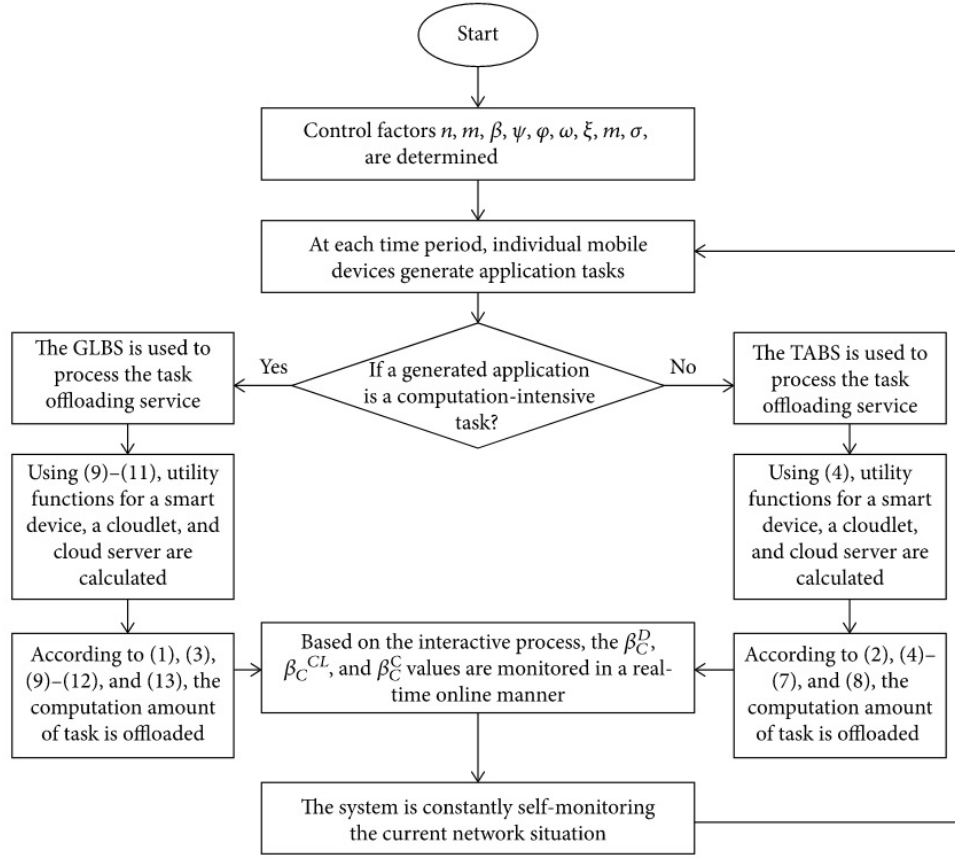 Start
Control factors n, m, β, ψ, φ, ω, ξ, m, σ,
are determined
At each time period, individual mobile
devices generate application tasks
If a generated application
is a computation-intensive
task?
Yes
No
The GLBS is used to
process the task
offloading service
The TABS is used to
process the task
offloading service
Using (9)–(11), utility
functions for a smart
device, a cloudlet, and
cloud server are
calculated
Using (4), utility
functions for a smart
device, a cloudlet,
and cloud server are
calculated
According to (1), (3),
(9)–(12), and (13), the
computation amount
of task is offloaded
Based on the interactive process, the β_C^D,
β_C^CL, and β_C^C values are monitored in a real-
time online manner
According to (2), (4)–
(7), and (8), the
computation amount
of task is offloaded
The system is constantly self-monitoring
the current network situation